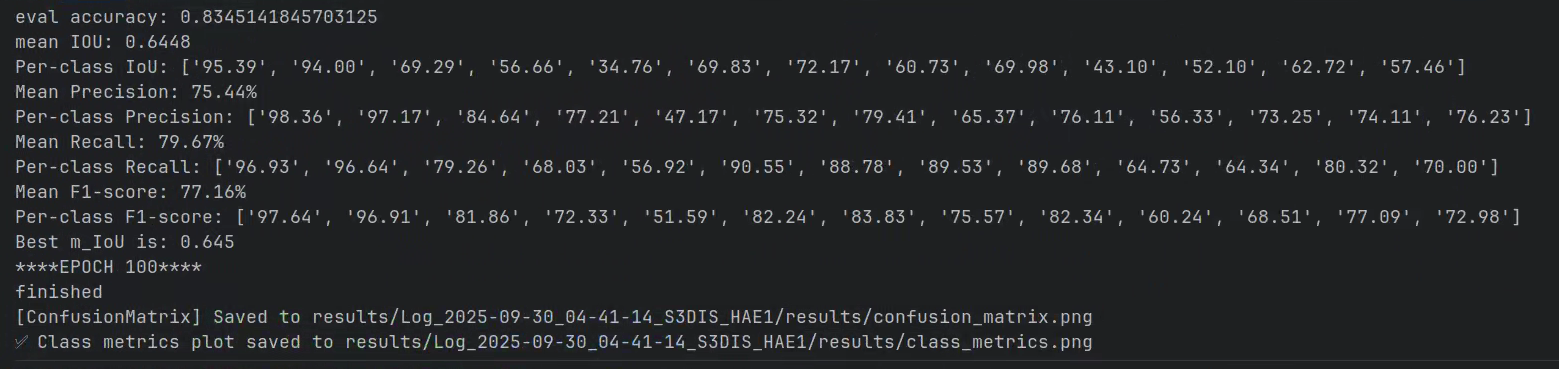 eval accuracy: 0.8345141845703125
mean IOU: 0.6448
Per-class IoU: ['95.39', '94.00', '69.29', '56.66', '34.76', '69.83', '72.17', '60.73', '69.98', '43.10', '52.10', '62.72', '57.46']
Mean Precision: 75.44%
Per-class Precision: ['98.36', '97.17', '84.64', '77.21', '47.17', '75.32', '79.41', '65.37', '76.11', '56.33', '73.25', '74.11', '76.23']
Mean Recall: 79.67%
Per-class Recall: ['96.93', '96.64', '79.26', '68.03', '56.92', '90.55', '88.78', '89.53', '89.68', '64.73', '64.34', '80.32', '70.00']
Mean F1-score: 77.16%
Per-class F1-score: ['97.64', '96.91', '81.86', '72.33', '51.59', '82.24', '83.83', '75.57', '82.34', '60.24', '68.51', '77.09', '72.98']
Best m_IoU is: 0.645
****EPOCH 100****
finished
[ConfusionMatrix] Saved to results/Log_2025-09-30_04-41-14_S3DIS_HAE1/results/confusion_matrix.png
✅ Class metrics plot saved to results/Log_2025-09-30_04-41-14_S3DIS_HAE1/results/class_metrics.png